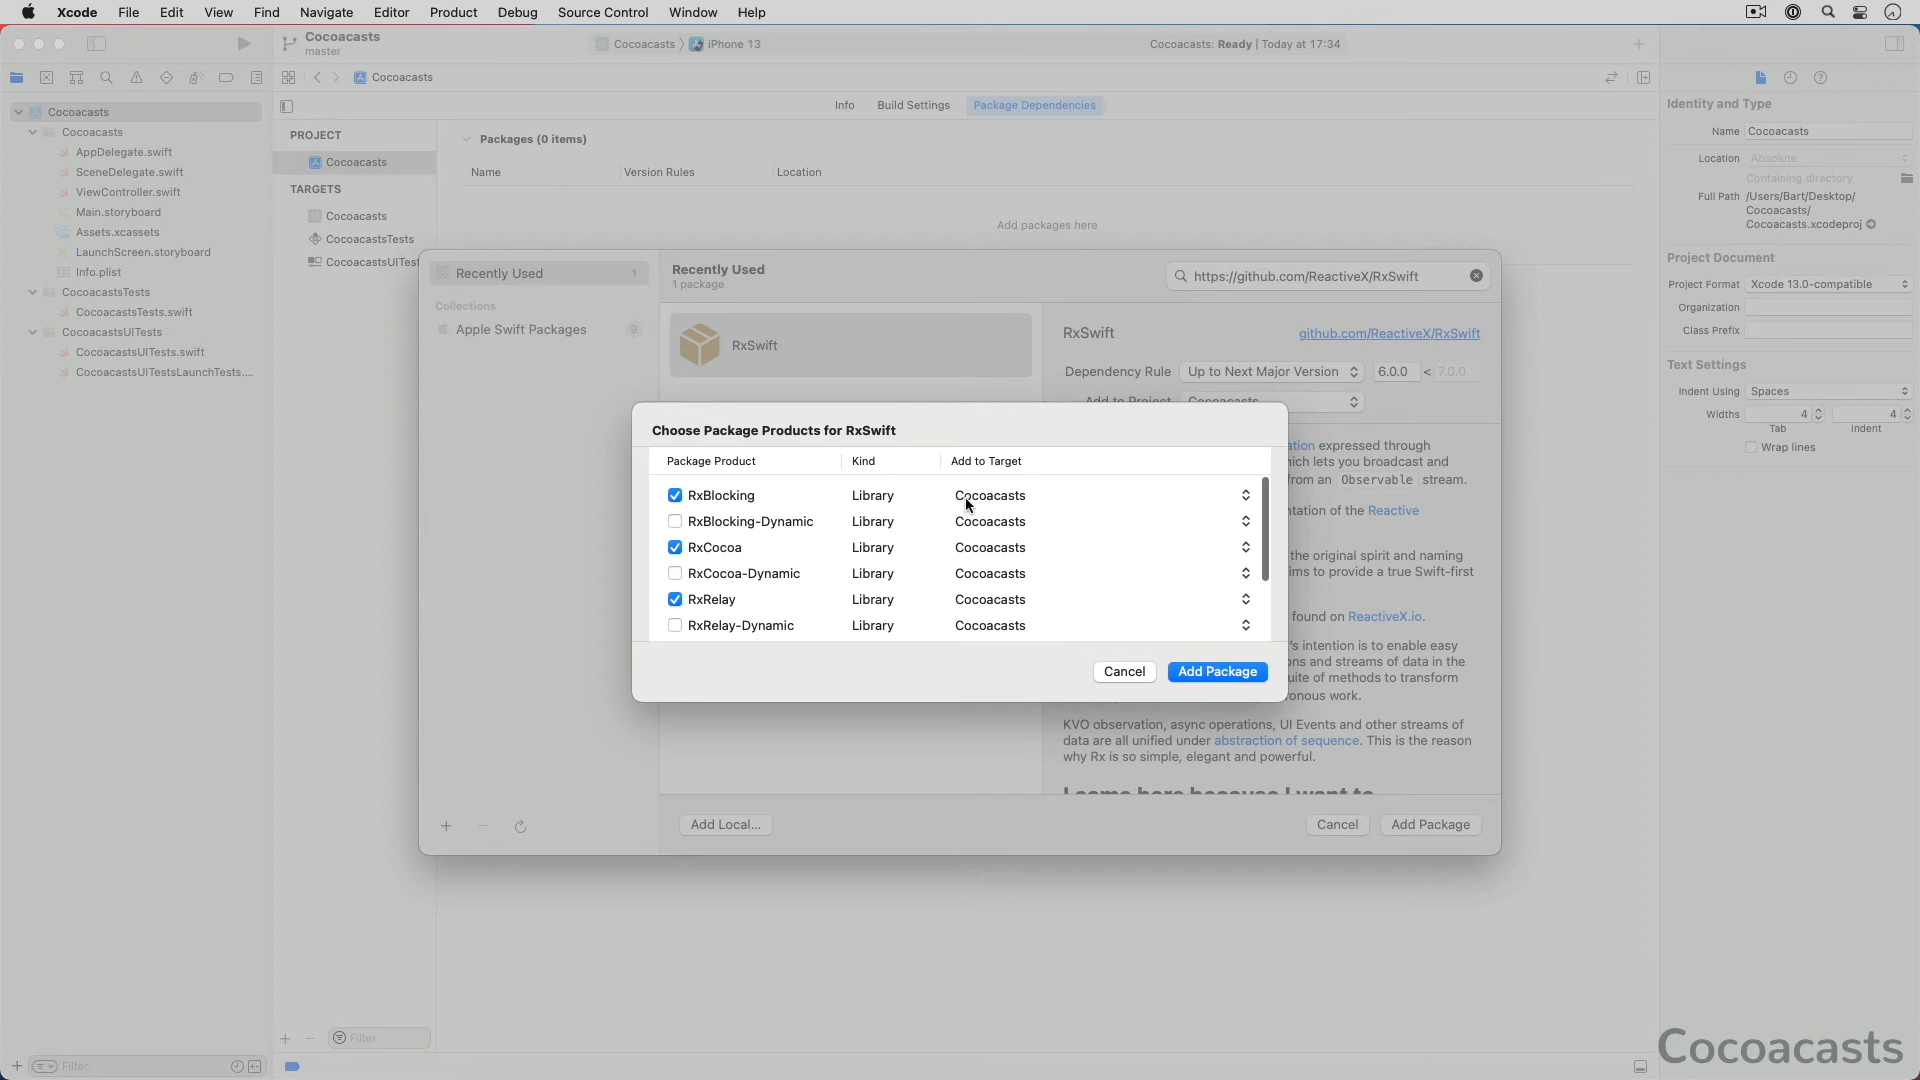 Xcode File Edit View Find Navigate Editor Product Debug Source Control Window Help
Cocoacasts
master
Cocoacasts iPhone 13
Cocoacasts: Ready | Today at 17:34
Cocoacasts
Info Build Settings Package Dependencies
Cocoacasts
Cocoacasts
AppDelegate.swift
SceneDelegate.swift
ViewController.swift
Main.storyboard
Assets.xcassets
LaunchScreen.storyboard
Info.plist
CocoacastsTests
CocoacastsTests.swift
CocoacastsUITests
CocoacastsUITests.swift
CocoacastsUITestsLaunchTests....
Filter
PROJECT
Cocoacasts
TARGETS
Cocoacasts
CocoacastsTests
CocoacastsUITest
Filter
Packages (0 items)
Name Version Rules Location
Add packages here
Recently Used 1
Collections
Apple Swift Packages 9
Recently Used
1 package
https://github.com/ReactiveX/RxSwift
RxSwift
RxSwift github.com/ReactiveX/RxSwift
Dependency Rule Up to Next Major Version 6.0.0 < 7.0.0
Add to Project Cocoacasts
Choose Package Products for RxSwift
Package Product Kind Add to Target
RxBlocking Library Cocoacasts
RxBlocking-Dynamic Library Cocoacasts
RxCocoa Library Cocoacasts
RxCocoa-Dynamic Library Cocoacasts
RxRelay Library Cocoacasts
RxRelay-Dynamic Library Cocoacasts
Cancel Add Package
expressed through
lets you broadcast and
from an Observable stream.
of the Reactive
the original spirit and naming
to provide a true Swift-first
found on ReactiveX.io.
's intention is to enable easy
and streams of data in the
of methods to transform
work.
KVO observation, async operations, UI Events and other streams of
data are all unified under abstraction of sequence. This is the reason
why Rx is so simple, elegant and powerful.
I come here because I want to
Add Local... Cancel Add Package
Identity and Type
Name Cocoacasts
Location Absolute
Containing directory
Full Path /Users/Bart/Desktop/
Cocoacasts/
Cocoacasts.xcodeproj
Project Document
Project Format Xcode 13.0-compatible
Organization
Class Prefix
Text Settings
Indent Using Spaces
Widths 4 4
Tab Indent
Wrap lines
Cocoacasts